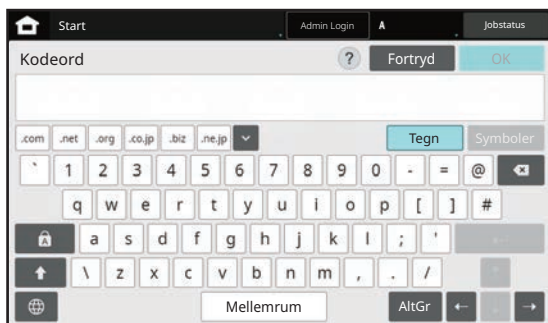 Start Admin Login A Jobstatus
Kodeord ? Fortryd OK
.com .net .org .co.jp .biz .ne.jp Tegn Symboler
` 1 2 3 4 5 6 7 8 9 0 - = @
q w e r t y u i o p [ ] #
A a s d f g h j k l ; '
\ z x c v b n m , . /
Mellemrum AltGr